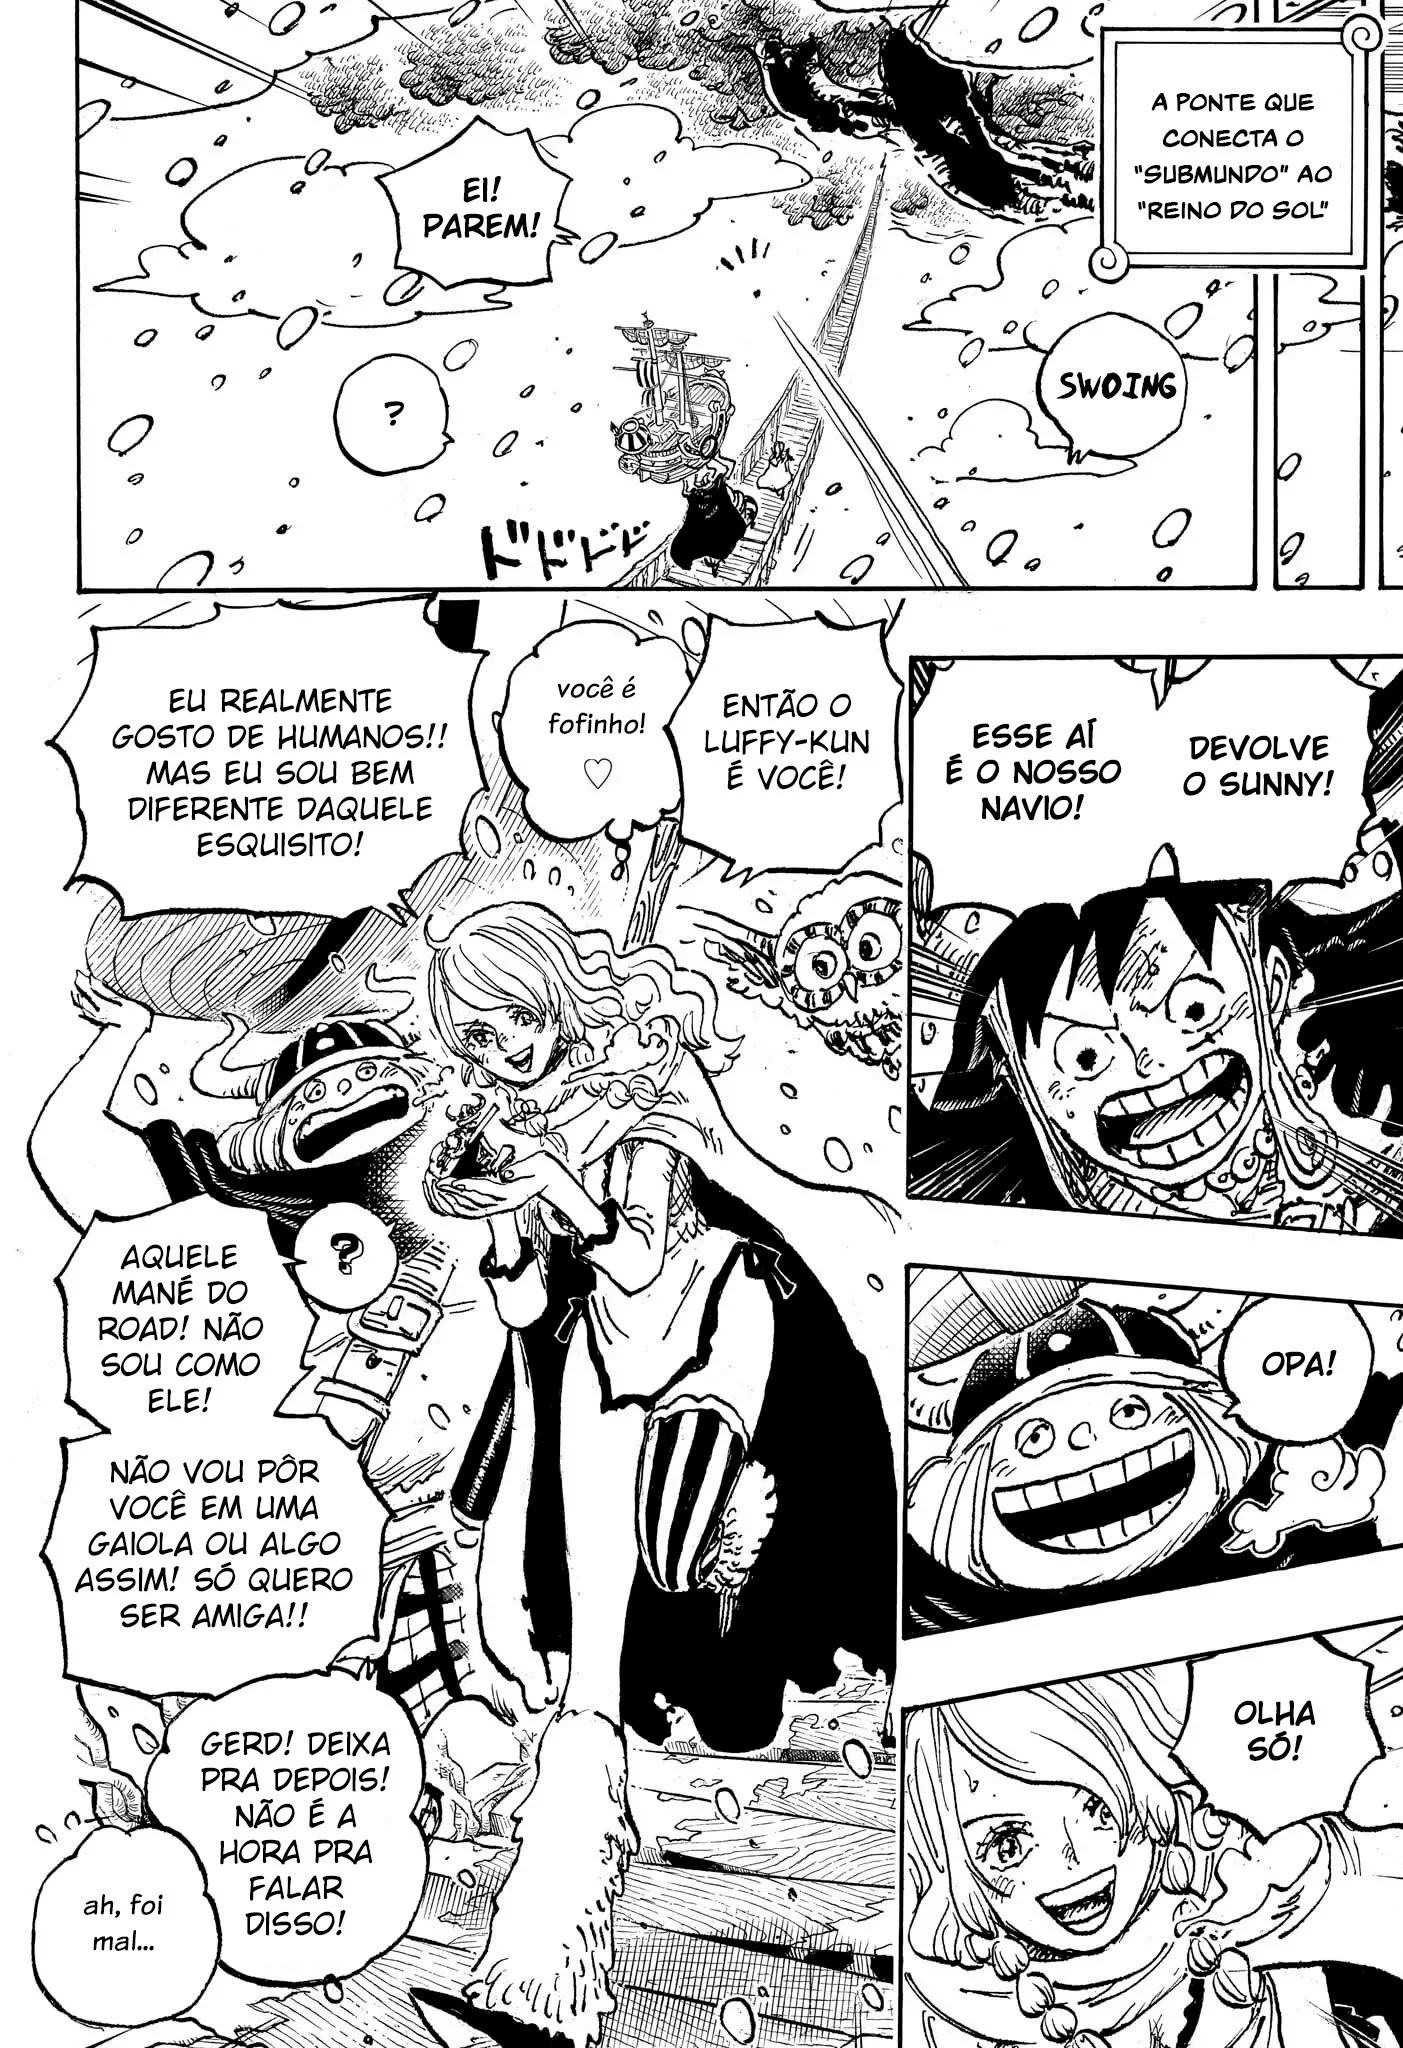 A PONTE QUE
CONECTA O
"SUBMUNDO" AO
"REINO DO SOL"
SWOING
EI!
PAREM!
?
ドドドドド
ESSE AÍ
É O NOSSO
NAVIO!
DEVOLVE
O SUNNY!
OPA!
OLHA
SÓ!
ENTÃO O
LUFFY-KUN
É VOCÊ!
você é
fofinho!
♡
EU REALMENTE
GOSTO DE HUMANOS!!
MAS EU SOU BEM
DIFERENTE DAQUELE
ESQUISITO!
?
AQUELE
MANÉ DO
ROAD! NÃO
SOU COMO
ELE!
NÃO VOU PÔR
VOCÊ EM UMA
GAIOLA OU ALGO
ASSIM! SÓ QUERO
SER AMIGA!!
GERD! DEIXA
PRA DEPOIS!
NÃO É A
HORA PRA
FALAR
DISSO!
ah, foi
mal...